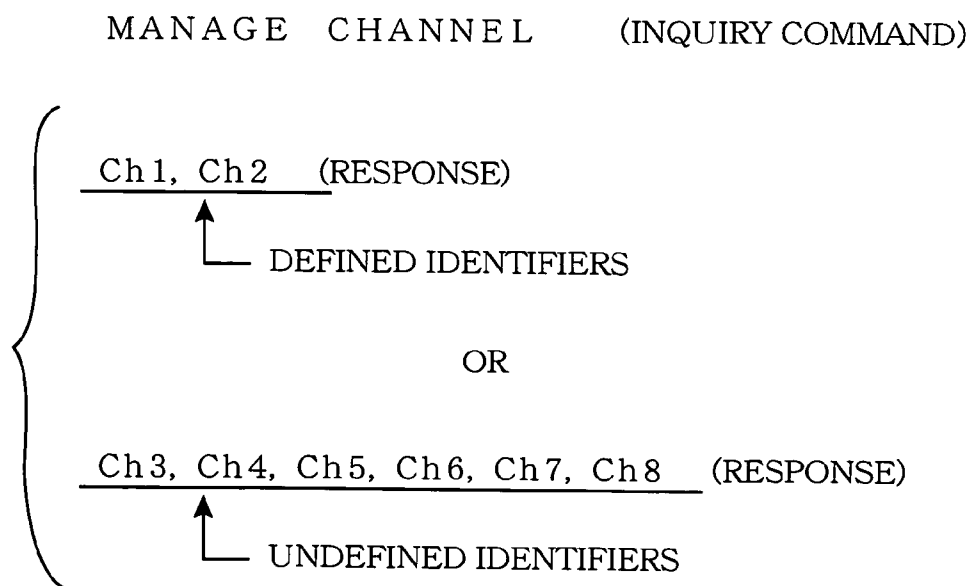 MANAGE CHANNEL (INQUIRY COMMAND)
Ch1, Ch2 (RESPONSE)
DEFINED IDENTIFIERS
OR
Ch3, Ch4, Ch5, Ch6, Ch7, Ch8 (RESPONSE)
UNDEFINED IDENTIFIERS